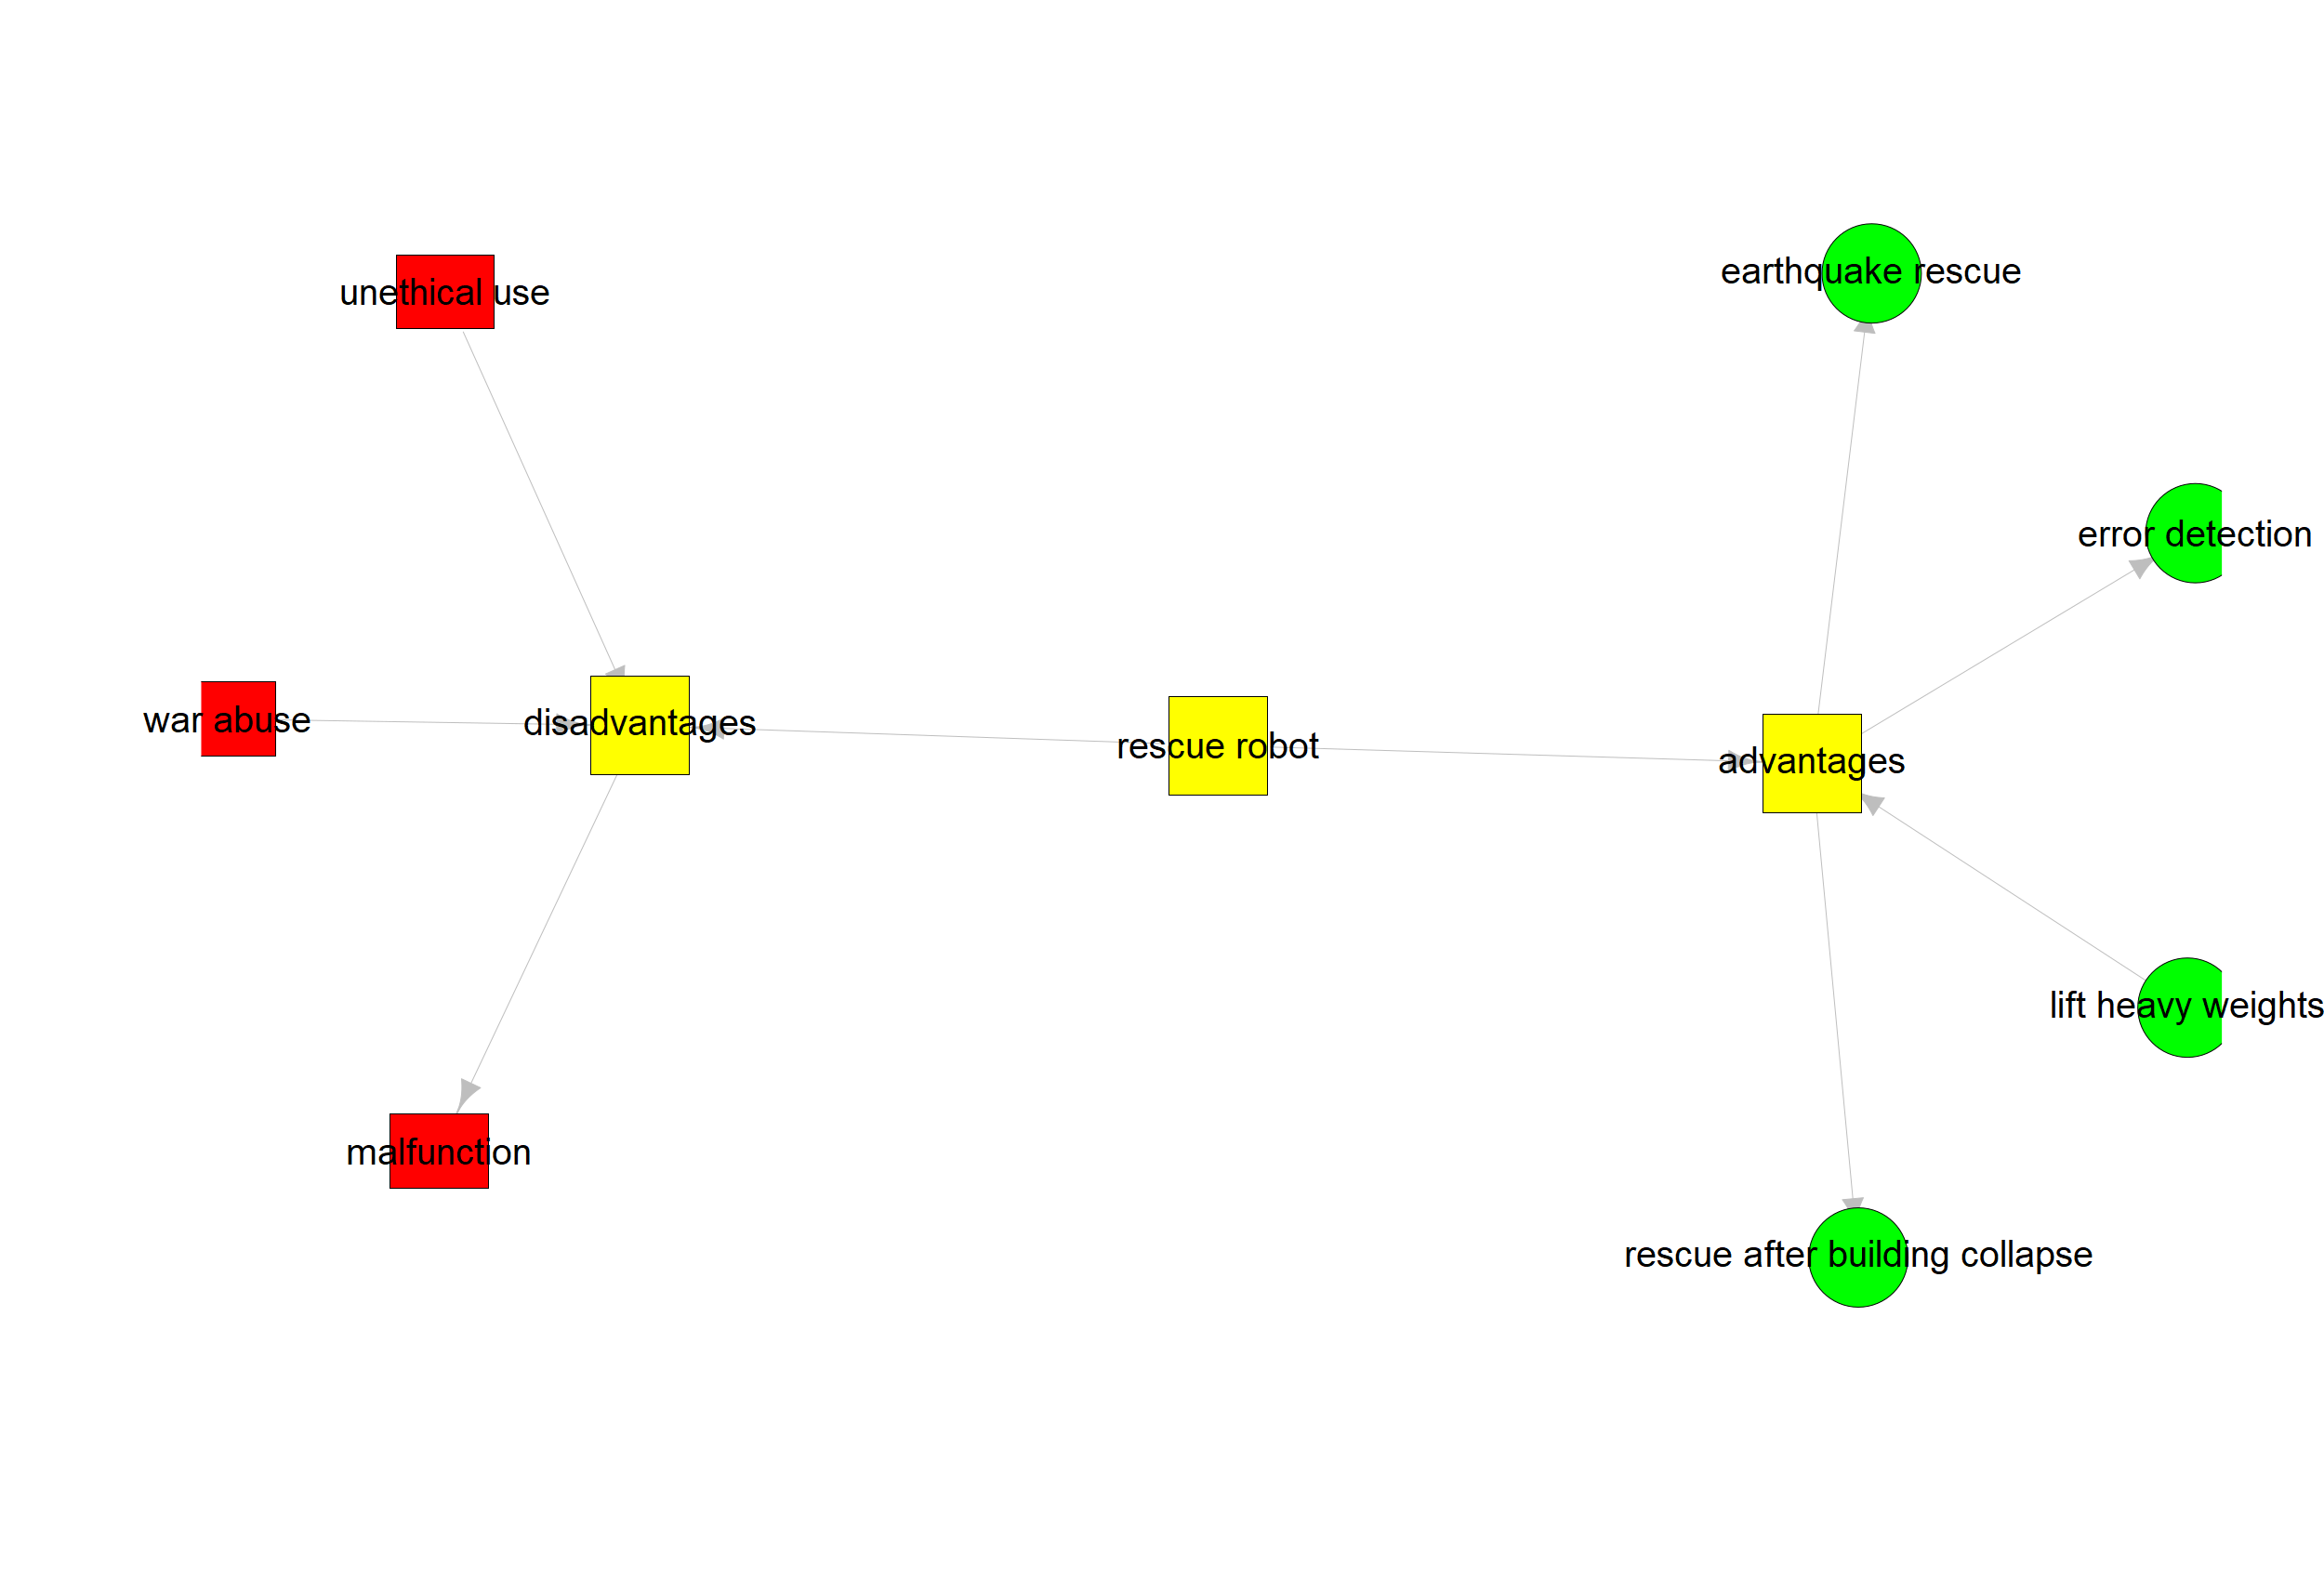 earthquake rescue
unethical use
error detection
war abuse
disadvantages
rescue robot
advantages
lift heavy weights
malfunction
rescue after building collapse